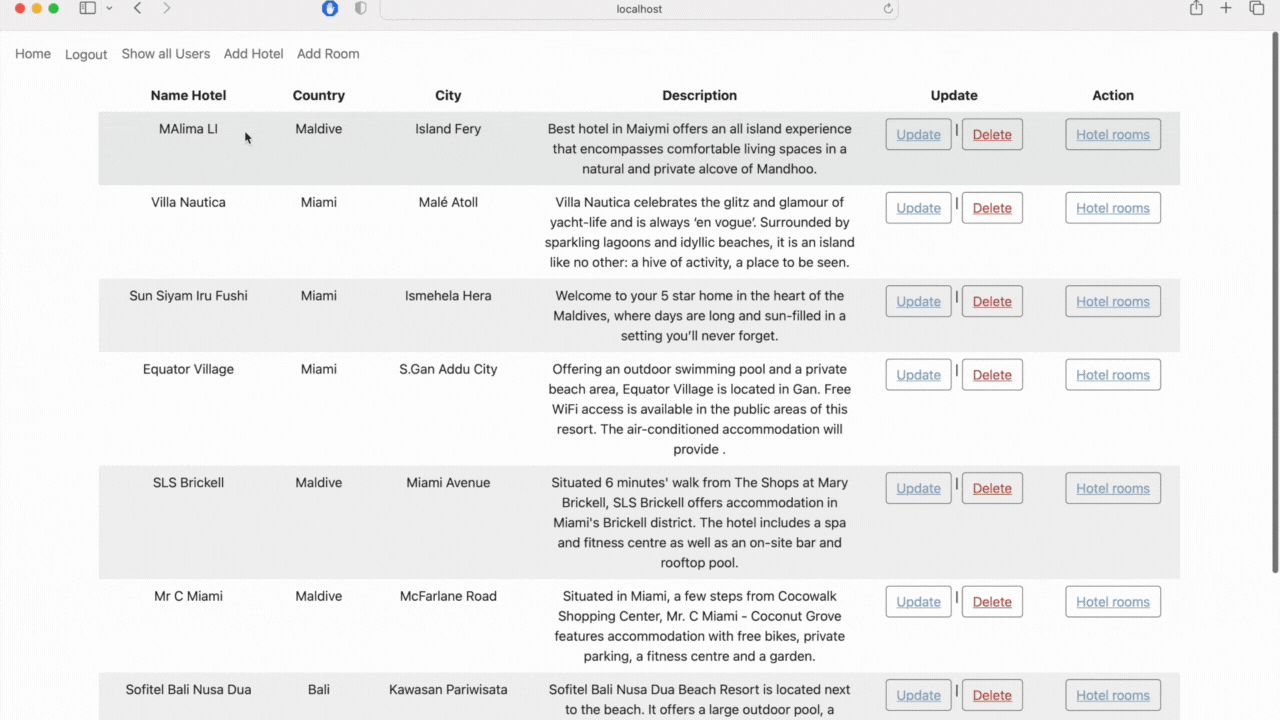 localhost
Home Logout Show all Users Add Hotel Add Room
Name Hotel Country City Description Update Action
MAlima LI Maldive Island Fery Best hotel in Maiymi offers an all island experience Update | Delete Hotel rooms
that encompasses comfortable living spaces in a
natural and private alcove of Mandhoo.
Villa Nautica Miami Malé Atoll Villa Nautica celebrates the glitz and glamour of Update | Delete Hotel rooms
yacht-life and is always ‘en vogue’. Surrounded by
sparkling lagoons and idyllic beaches, it is an island
like no other: a hive of activity, a place to be seen.
Sun Siyam Iru Fushi Miami Ismehela Hera Welcome to your 5 star home in the heart of the Update | Delete Hotel rooms
Maldives, where days are long and sun-filled in a
setting you’ll never forget.
Equator Village Miami S.Gan Addu City Offering an outdoor swimming pool and a private Update | Delete Hotel rooms
beach area, Equator Village is located in Gan. Free
WiFi access is available in the public areas of this
resort. The air-conditioned accommodation will
provide .
SLS Brickell Maldive Miami Avenue Situated 6 minutes' walk from The Shops at Mary Update | Delete Hotel rooms
Brickell, SLS Brickell offers accommodation in
Miami's Brickell district. The hotel includes a spa
and fitness centre as well as an on-site bar and
rooftop pool.
Mr C Miami Maldive McFarlane Road Situated in Miami, a few steps from Cocowalk Update | Delete Hotel rooms
Shopping Center, Mr. C Miami - Coconut Grove
features accommodation with free bikes, private
parking, a fitness centre and a garden.
Sofitel Bali Nusa Dua Bali Kawasan Pariwisata Sofitel Bali Nusa Dua Beach Resort is located next Update | Delete Hotel rooms
to the beach. It offers a large outdoor pool, a